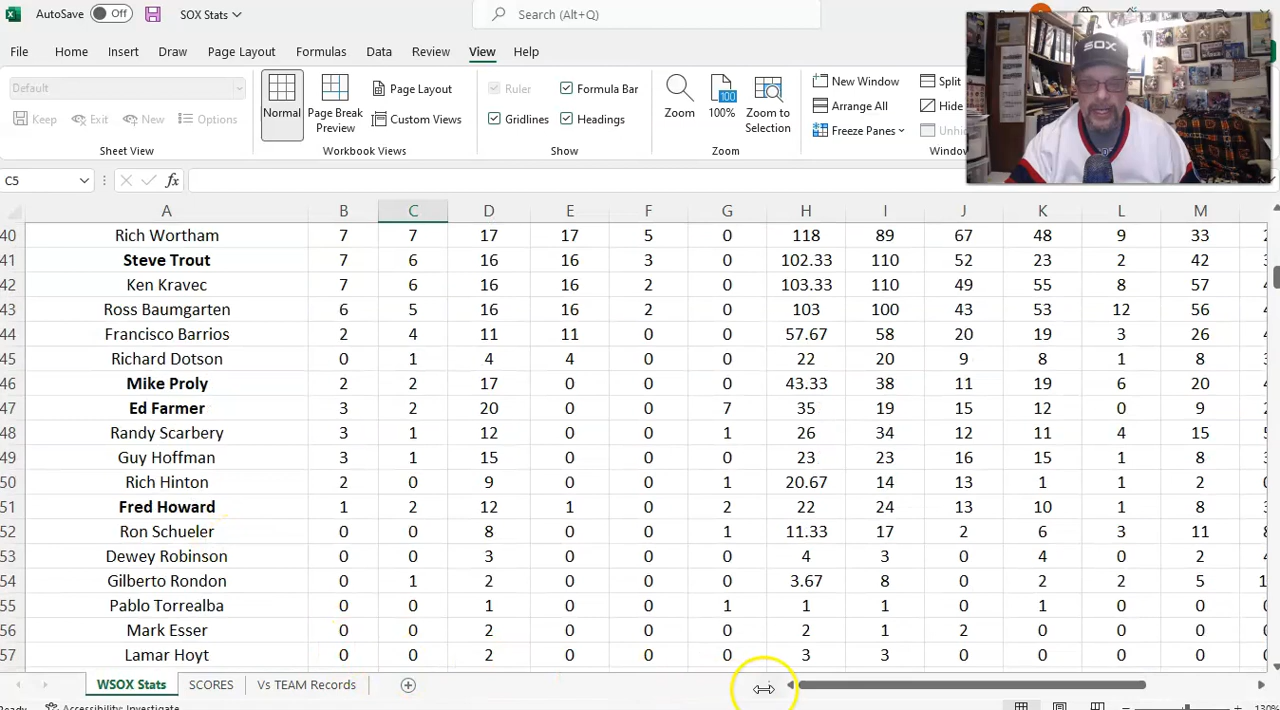 AutoSave Off SOX Stats Search (Alt+Q)
File Home Insert Draw Page Layout Formulas Data Review View Help
Default Ruler Formula Bar New Window Split
Normal Page Break Preview Page Layout Custom Views Gridlines Headings Zoom 100% Zoom to Selection Arrange All Hide
Keep Exit New Options Freeze Panes
Sheet View Workbook Views Show Zoom
C5 fx
A B C D E F G H I J K L M
40 Rich Wortham 7 7 17 17 5 0 118 89 67 48 9 33
41 Steve Trout 7 6 16 16 3 0 102.33 110 52 23 2 42
42 Ken Kravec 7 6 16 16 2 0 103.33 110 49 55 8 57
43 Ross Baumgarten 6 5 16 16 2 0 103 100 43 53 12 56
44 Francisco Barrios 2 4 11 11 0 0 57.67 58 20 19 3 26
45 Richard Dotson 0 1 4 4 0 0 22 20 9 8 1 8
46 Mike Proly 2 2 17 0 0 0 43.33 38 11 19 6 20
47 Ed Farmer 3 2 20 0 0 7 35 19 15 12 0 9
48 Randy Scarbery 3 1 12 0 0 1 26 34 12 11 4 15
49 Guy Hoffman 3 1 15 0 0 0 23 23 16 15 1 8
50 Rich Hinton 2 0 9 0 0 1 20.67 14 13 1 1 2
51 Fred Howard 1 2 12 1 0 2 22 24 13 10 1 8
52 Ron Schueler 0 0 8 0 0 1 11.33 17 2 6 3 11
53 Dewey Robinson 0 0 3 0 0 0 4 3 0 4 0 2
54 Gilberto Rondon 0 1 2 0 0 0 3.67 8 0 2 2 5
55 Pablo Torrealba 0 0 1 0 0 1 1 1 0 1 0 0
56 Mark Esser 0 0 2 0 0 0 2 1 2 0 0 0
57 Lamar Hoyt 0 0 2 0 0 0 3 3 0 0 0 0
WSOX Stats SCORES Vs TEAM Records
Accessibility: Investigate 130%
SOX